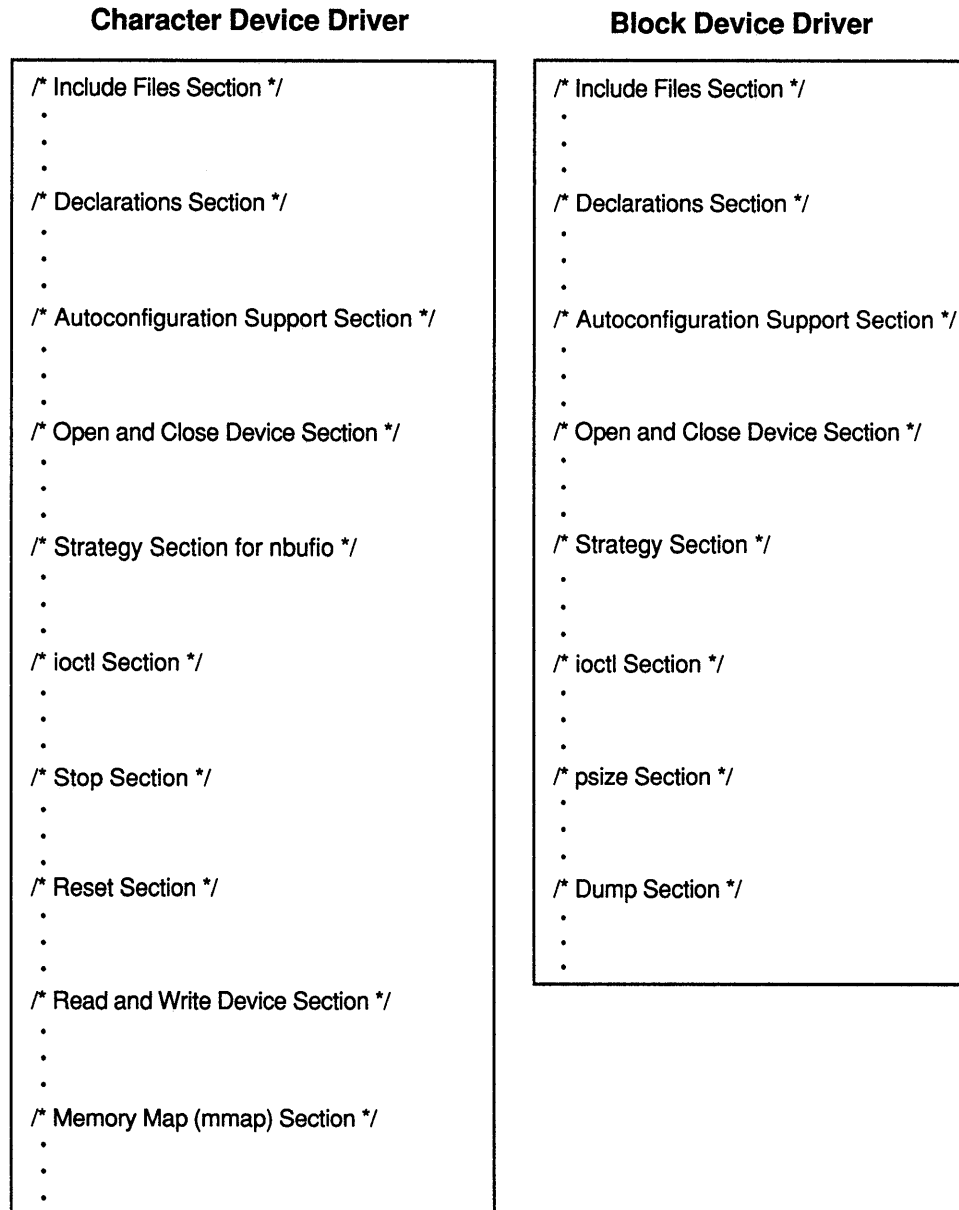 Character Device Driver
/* Include Files Section */
.
.
.
/* Declarations Section */
.
.
.
/* Autoconfiguration Support Section */
.
.
.
/* Open and Close Device Section */
.
.
.
/* Strategy Section for nbufio */
.
.
.
/* ioctl Section */
.
.
.
/* Stop Section */
.
.
.
/* Reset Section */
.
.
.
/* Read and Write Device Section */
.
.
.
/* Memory Map (mmap) Section */
.
.
.
Block Device Driver
/* Include Files Section */
.
.
.
/* Declarations Section */
.
.
.
/* Autoconfiguration Support Section */
.
.
.
/* Open and Close Device Section */
.
.
.
/* Strategy Section */
.
.
.
/* ioctl Section */
.
.
.
/* psize Section */
.
.
.
/* Dump Section */
.
.
.